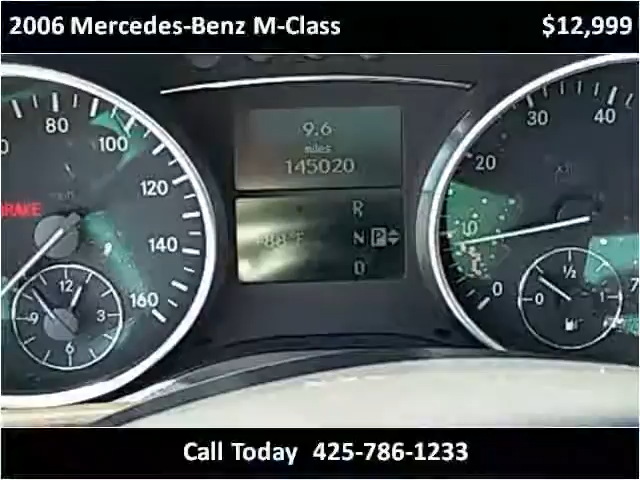 2006 Mercedes-Benz M-Class $12,999
80 100 120 140 160
BRAKE
12 3 6 9
9.6
miles
145020
R
N P
D
0 20 30 40
0 1/2 1
7
Call Today 425-786-1233